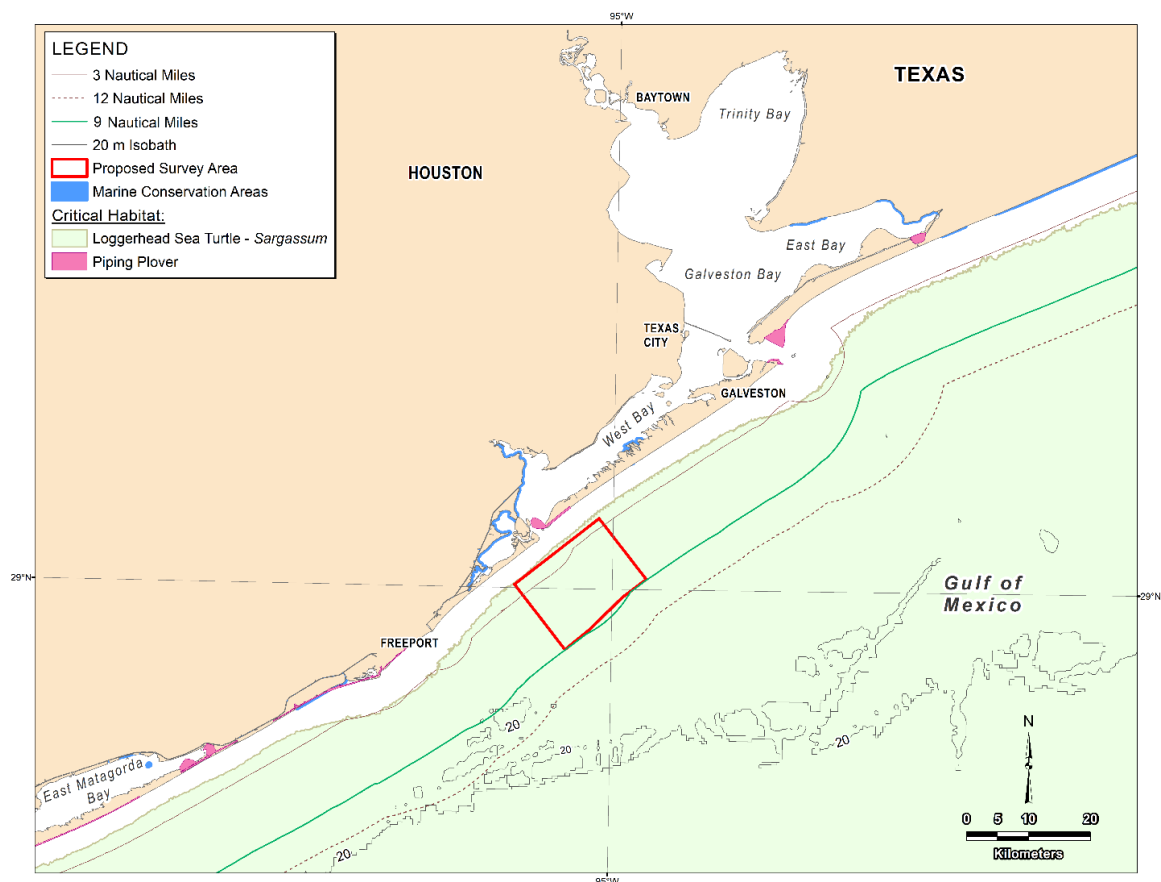 95°W
LEGEND
3 Nautical Miles
12 Nautical Miles
9 Nautical Miles
20 m Isobath
Proposed Survey Area
Marine Conservation Areas
Critical Habitat:
Loggerhead Sea Turtle - Sargassum
Piping Plover
TEXAS
BAYTOWN
Trinity Bay
HOUSTON
East Bay
Galveston Bay
TEXAS
CITY
GALVESTON
West Bay
29°N
29°N
Gulf of
Mexico
FREEPORT
20
20
20
20
East Matagorda
Bay
N
0 5 10 20
Kilometers
95°W